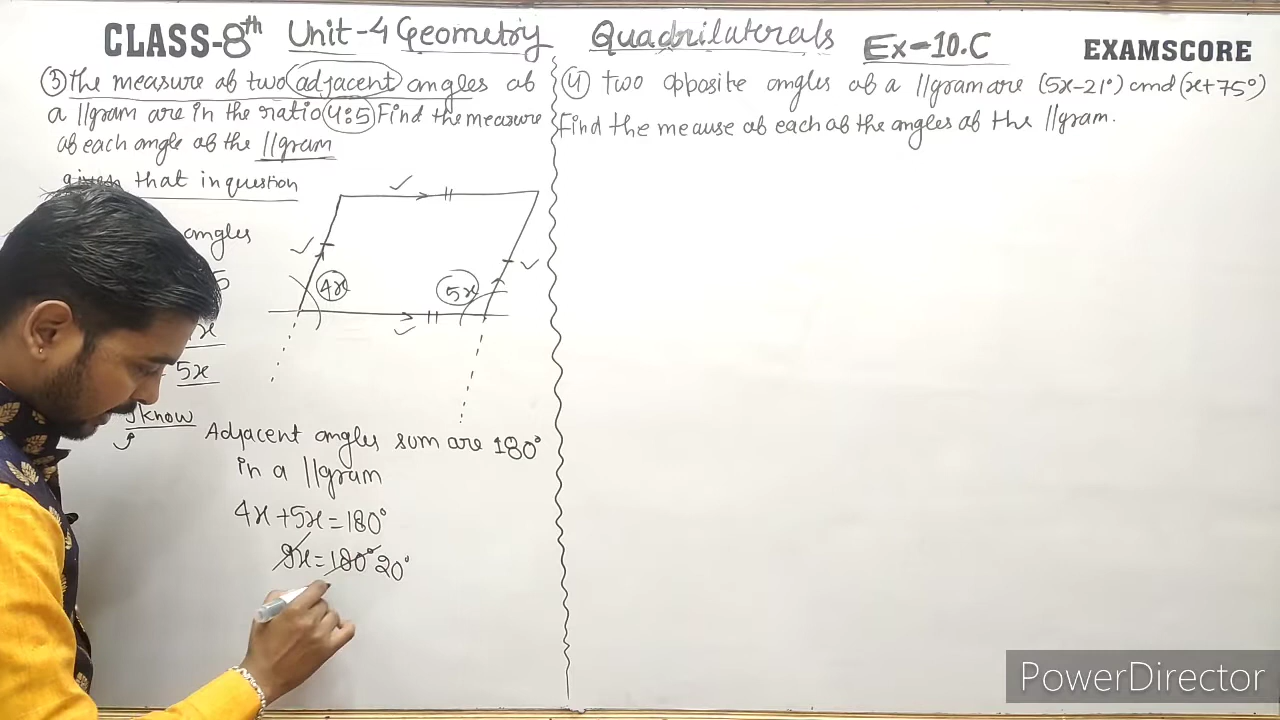 CLASS-8th Unit-4 Geometry Quadrilaterals Ex-10.C EXAMSCORE
(3) The measure of two adjacent angles of
a ||gram are in the ratio 4:5 Find the measure
of each angle of the ||gram
given that in question
angles
5
x
5x
know
Adjacent angles sum are 180°
in a ||gram
4x+5x=180°
9x=180° 20°
4x
5x
(4) two opposite angles of a ||gram are (5x-21°) and (x+75°)
Find the meause of each of the angles of the ||gram.
PowerDirector